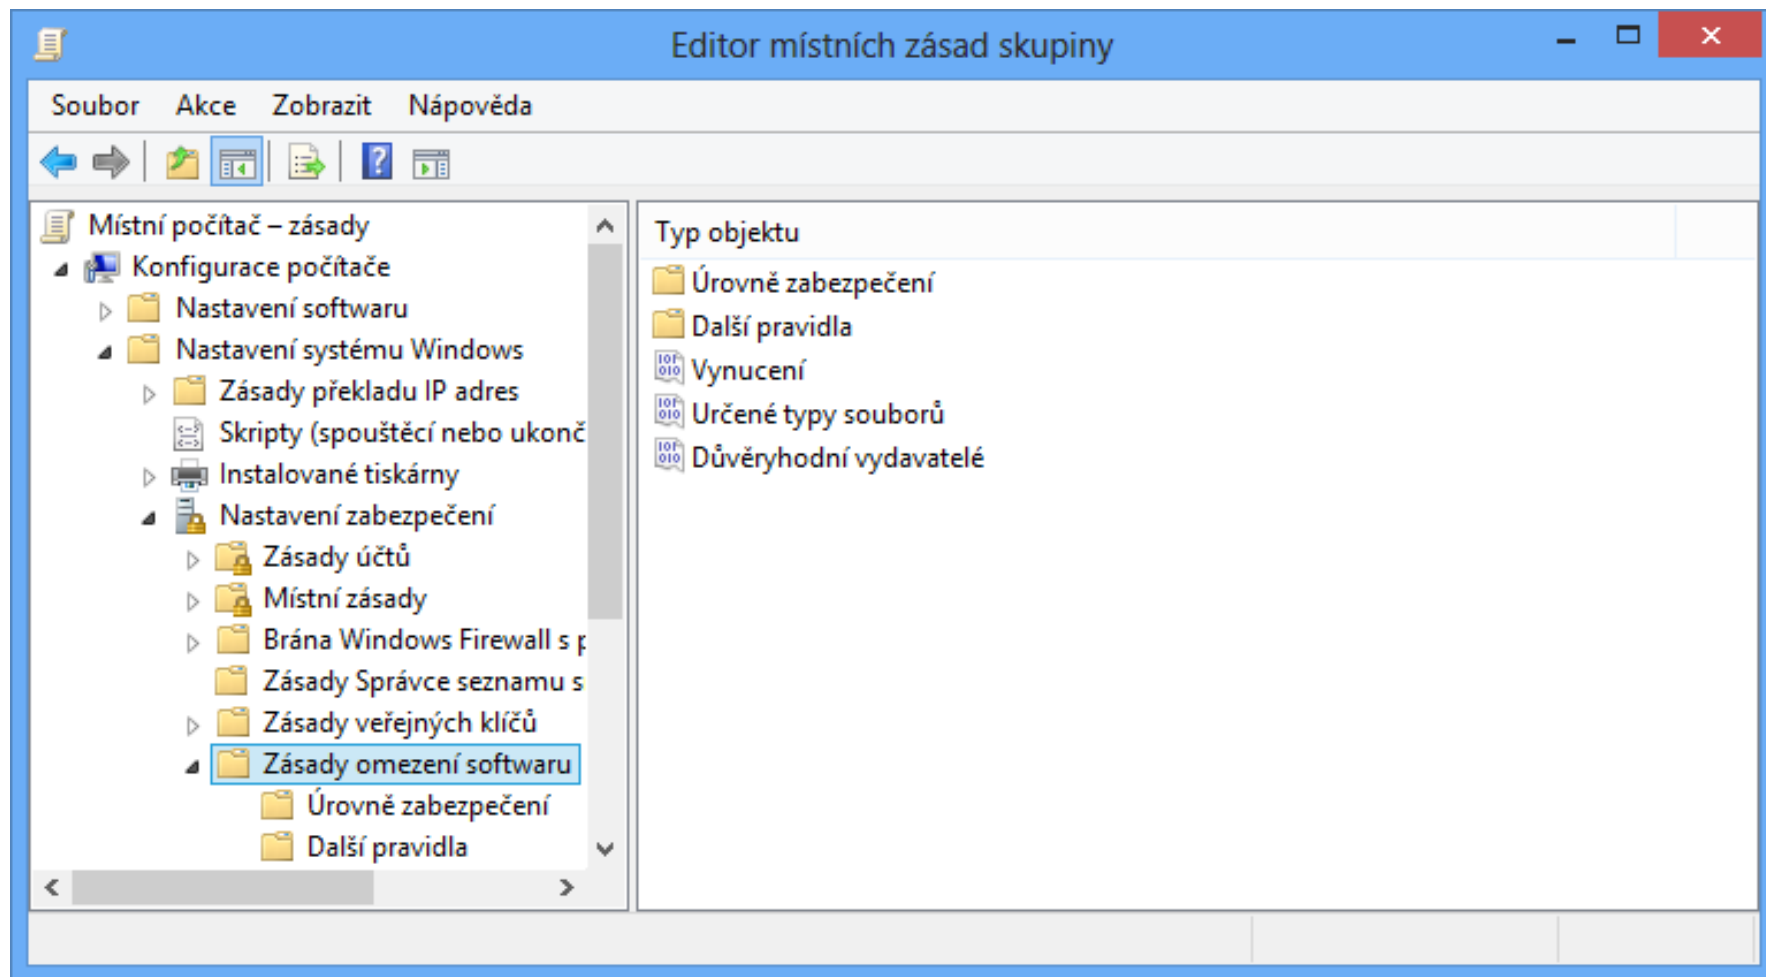 Editor místních zásad skupiny
Soubor Akce Zobrazit Nápověda
Místní počítač – zásady
Konfigurace počítače
Nastavení softwaru
Nastavení systému Windows
Zásady překladu IP adres
Skripty (spouštěcí nebo ukonč
Instalované tiskárny
Nastavení zabezpečení
Zásady účtů
Místní zásady
Brána Windows Firewall s p
Zásady Správce seznamu s
Zásady veřejných klíčů
Zásady omezení softwaru
Úrovně zabezpečení
Další pravidla
Typ objektu
Úrovně zabezpečení
Další pravidla
Vynucení
Určené typy souborů
Důvěryhodní vydavatelé